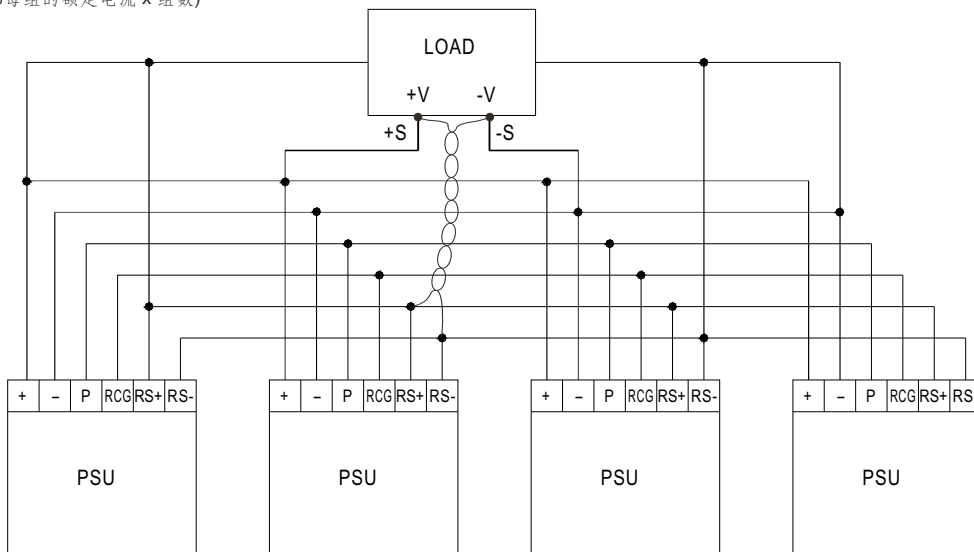 每组的额定电流 x 组数)
LOAD
+V -V
+S -S
+ – P RCG RS+ RS- + – P RCG RS+ RS- + – P RCG RS+ RS- + – P RCG RS+ RS
PSU PSU PSU PSU